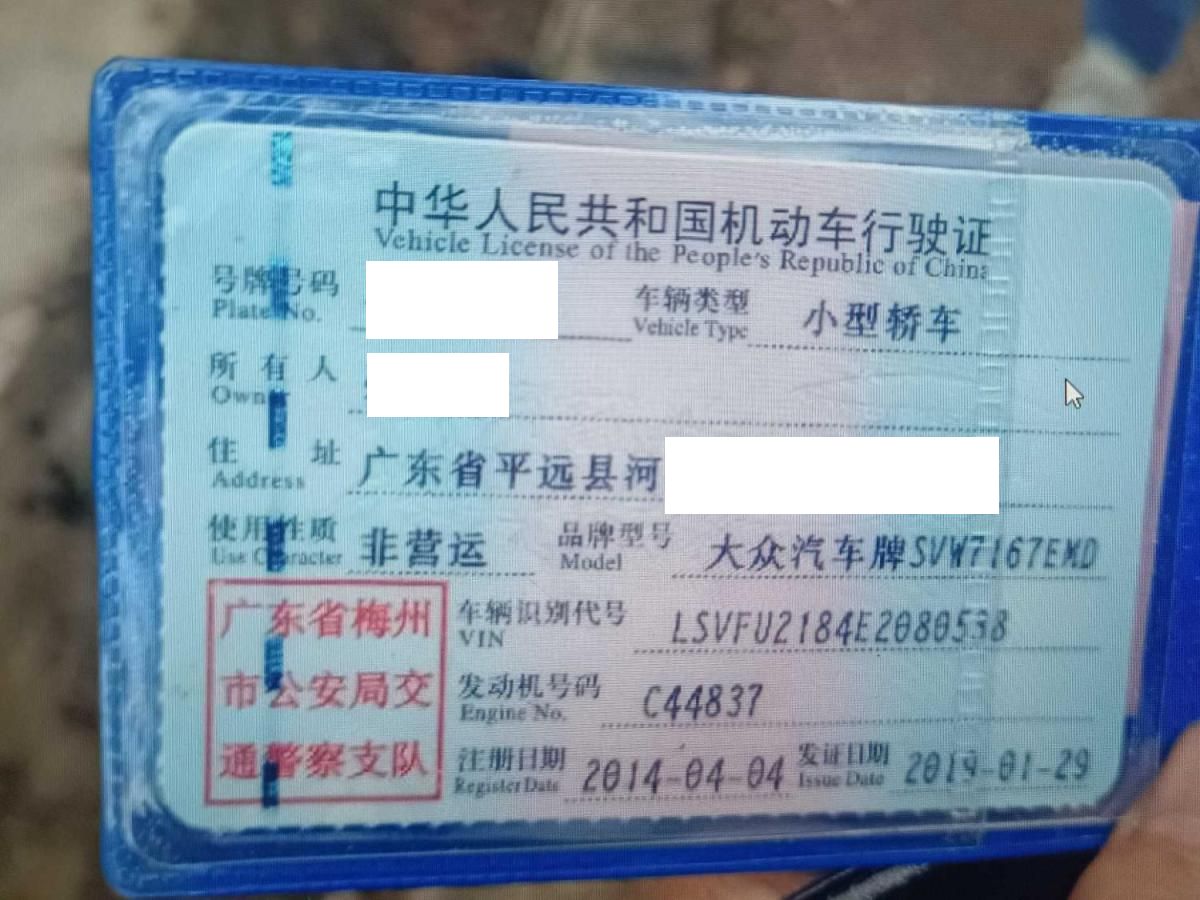 中华人民共和国机动车行驶证
Vehicle License of the People's Republic of China
号牌号码 车辆类型 小型轿车
Plate No. Vehicle Type
所有人
Owner
住址 广东省平远县河
Address
使用性质 非营运 品牌型号 大众汽车牌SVW7167EMD
Use Character Model
广东省梅州
市公安局交
通警察支队
车辆识别代号 LSVFU2184E2080538
VIN
发动机号码 C44837
Engine No.
注册日期 2014-04-04 发证日期 2019-01-29
Register Date Issue Date